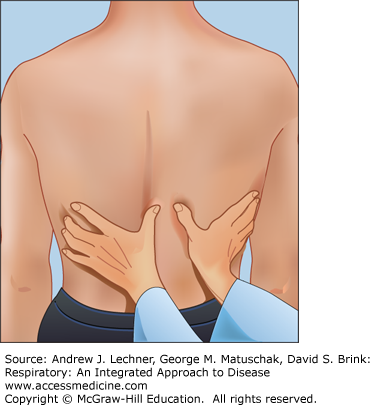 Source: Andrew J. Lechner, George M. Matuschak, David S. Brink:
Respiratory: An Integrated Approach to Disease
www.accessmedicine.com
Copyright © McGraw-Hill Education.  All rights reserved.